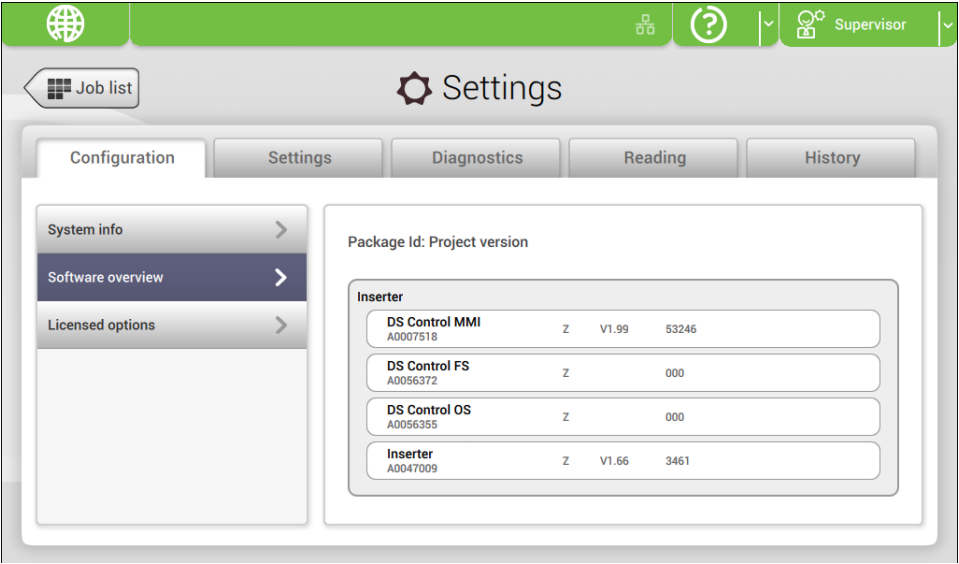 Supervisor
Job list
Settings
Configuration
Settings
Diagnostics
Reading
History
System info
Software overview
Licensed options
Package Id: Project version
Inserter
DS Control MMI
A0007518
Z V1.99 53246
DS Control FS
A0056372
Z 000
DS Control OS
A0056355
Z 000
Inserter
A0047009
Z V1.66 3461